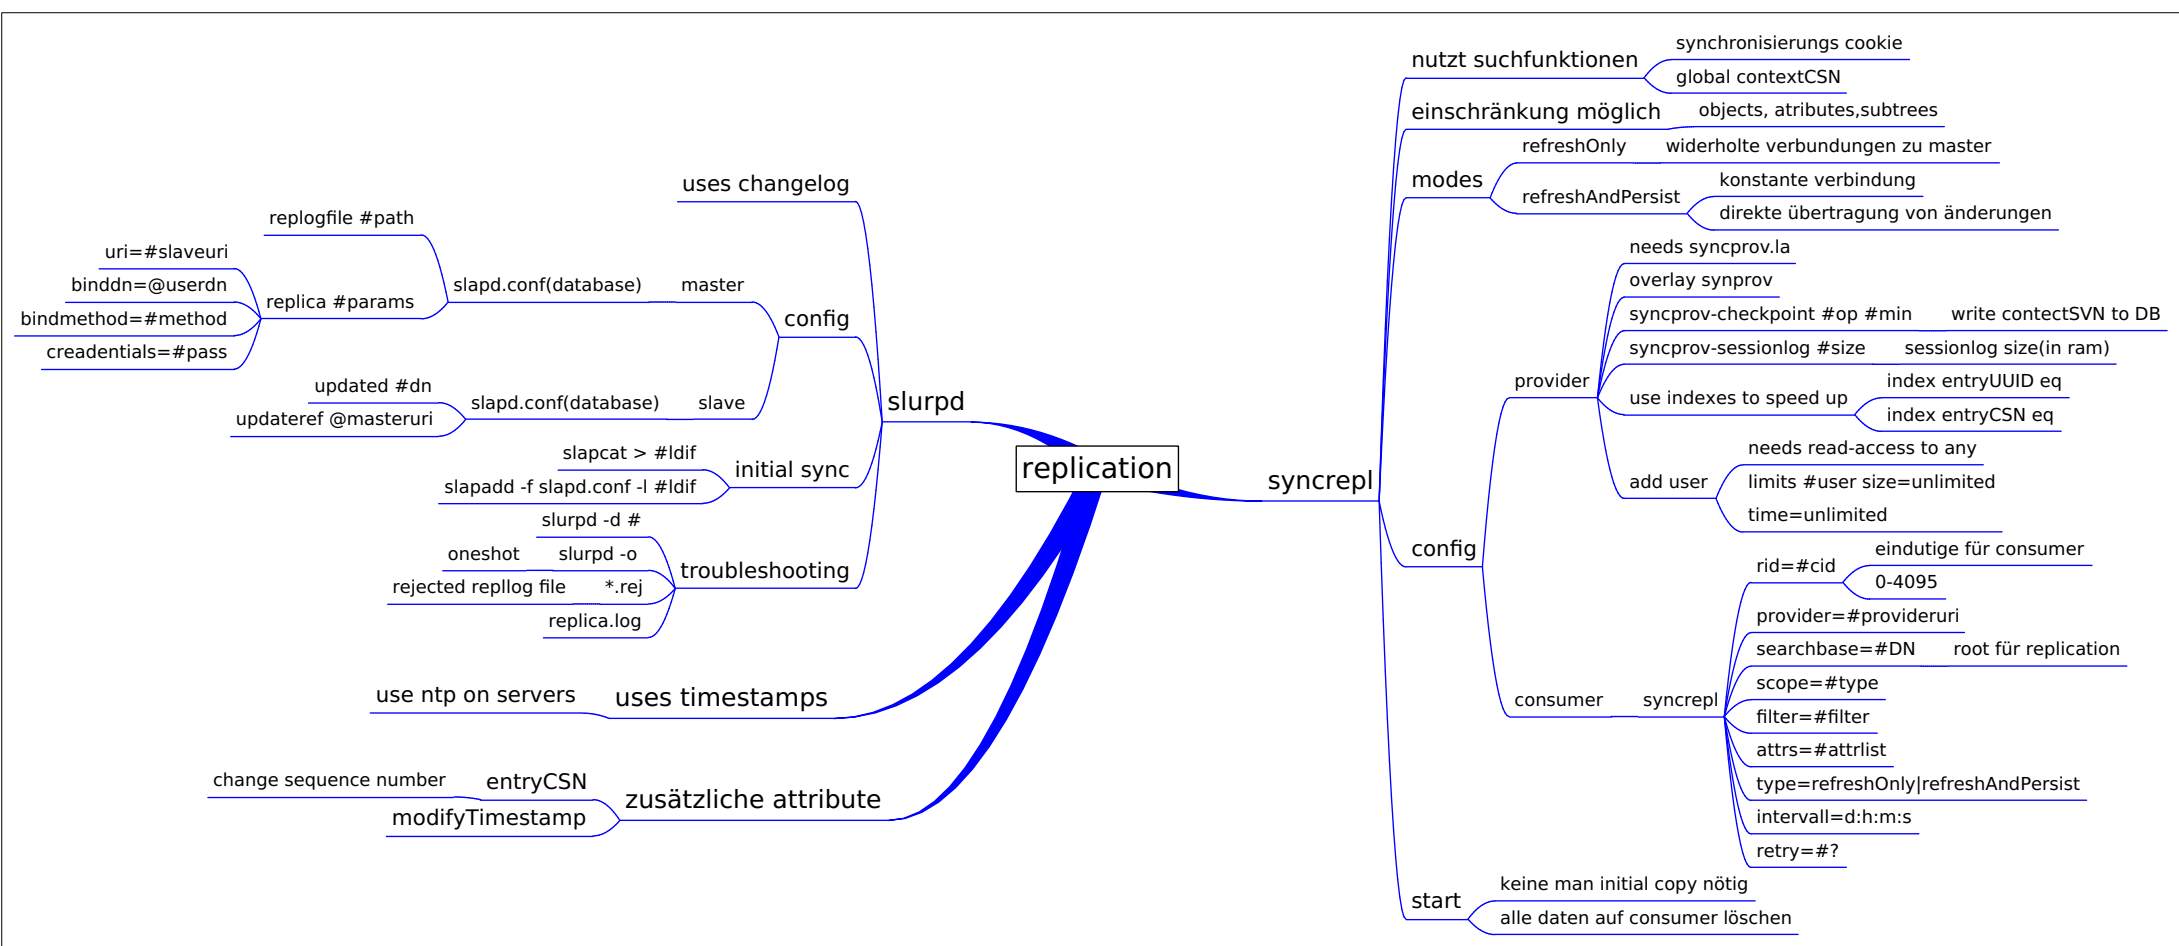 replication
slurpd
uses changelog
config
master
slapd.conf(database)
replogfile #path
replica #params
uri=#slaveuri
binddn=@userdn
bindmethod=#method
creadentials=#pass
slave
slapd.conf(database)
updated #dn
updateref @masteruri
initial sync
slapcat > #ldif
slapadd -f slapd.conf -l #ldif
troubleshooting
slurpd -d #
slurpd -o
oneshot
*.rej
rejected repllog file
replica.log
uses timestamps
use ntp on servers
zusätzliche attribute
entryCSN
change sequence number
modifyTimestamp
syncrepl
nutzt suchfunktionen
synchronisierungs cookie
global contextCSN
einschränkung möglich
objects, atributes,subtrees
modes
refreshOnly
widerholte verbundungen zu master
refreshAndPersist
konstante verbindung
direkte übertragung von änderungen
config
provider
needs syncprov.la
overlay synprov
syncprov-checkpoint #op #min
write contectSVN to DB
syncprov-sessionlog #size
sessionlog size(in ram)
use indexes to speed up
index entryUUID eq
index entryCSN eq
add user
needs read-access to any
limits #user size=unlimited
time=unlimited
consumer
syncrepl
rid=#cid
eindutige für consumer
0-4095
provider=#provideruri
searchbase=#DN
root für replication
scope=#type
filter=#filter
attrs=#attrlist
type=refreshOnly|refreshAndPersist
intervall=d:h:m:s
retry=#?
start
keine man initial copy nötig
alle daten auf consumer löschen